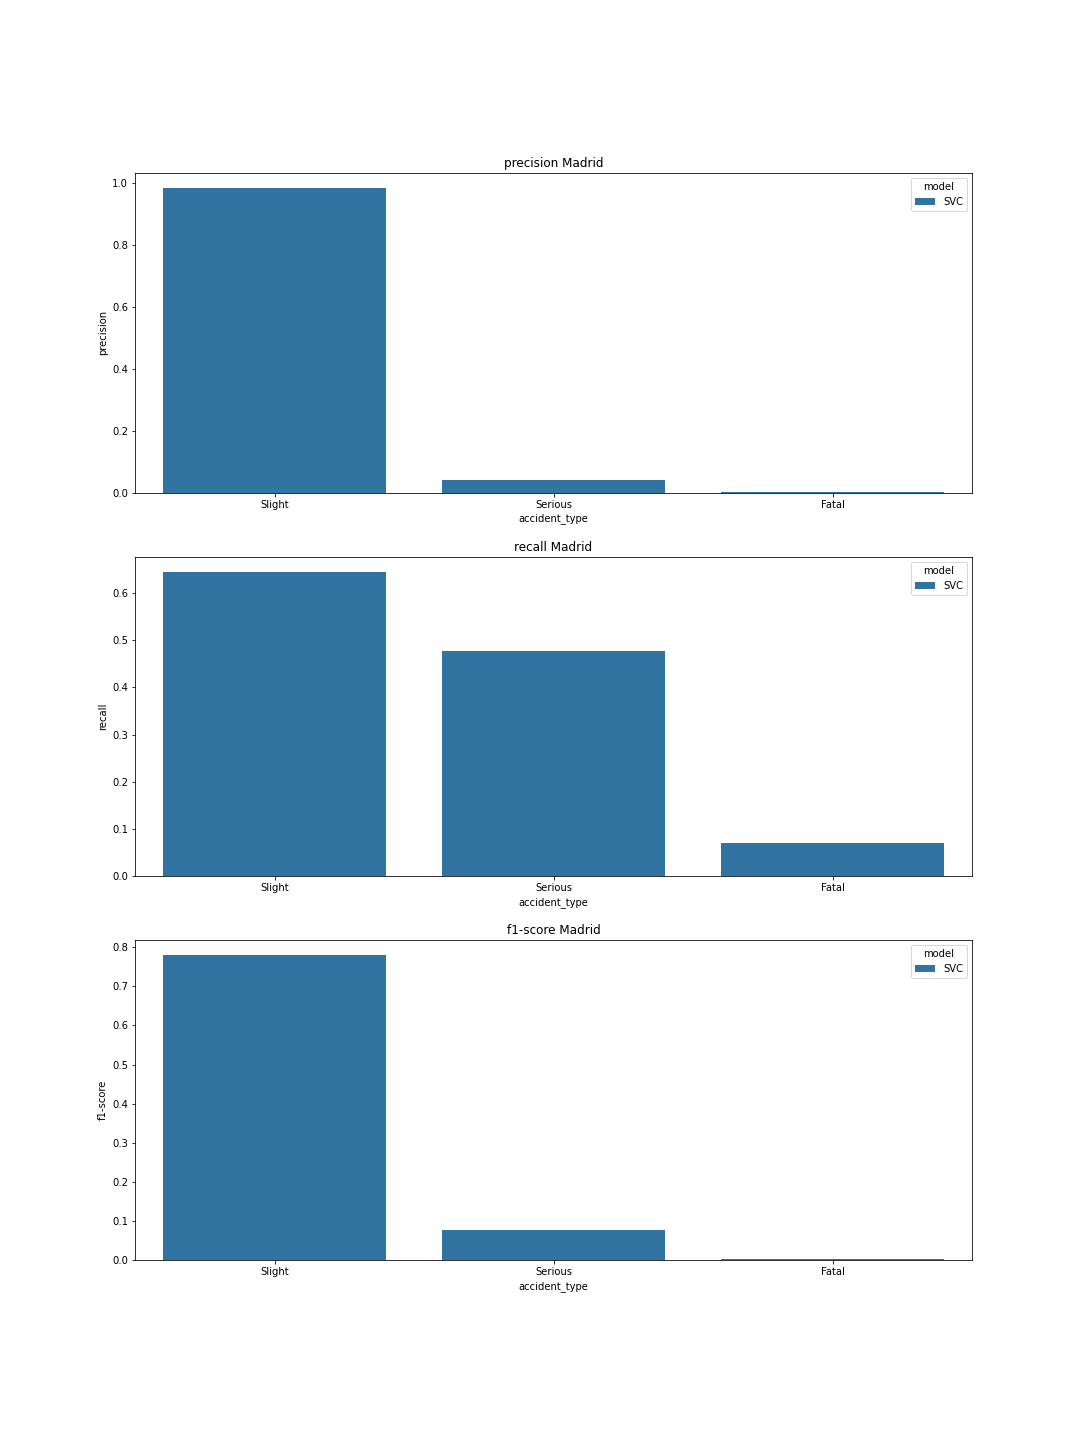 precision Madrid
model
SVC
1.0
0.8
0.6
0.4
0.2
0.0
precision
Slight
Serious
Fatal
accident_type
recall Madrid
model
SVC
0.6
0.5
0.4
0.3
0.2
0.1
0.0
recall
Slight
Serious
Fatal
accident_type
f1-score Madrid
model
SVC
0.8
0.7
0.6
0.5
0.4
0.3
0.2
0.1
0.0
f1-score
Slight
Serious
Fatal
accident_type